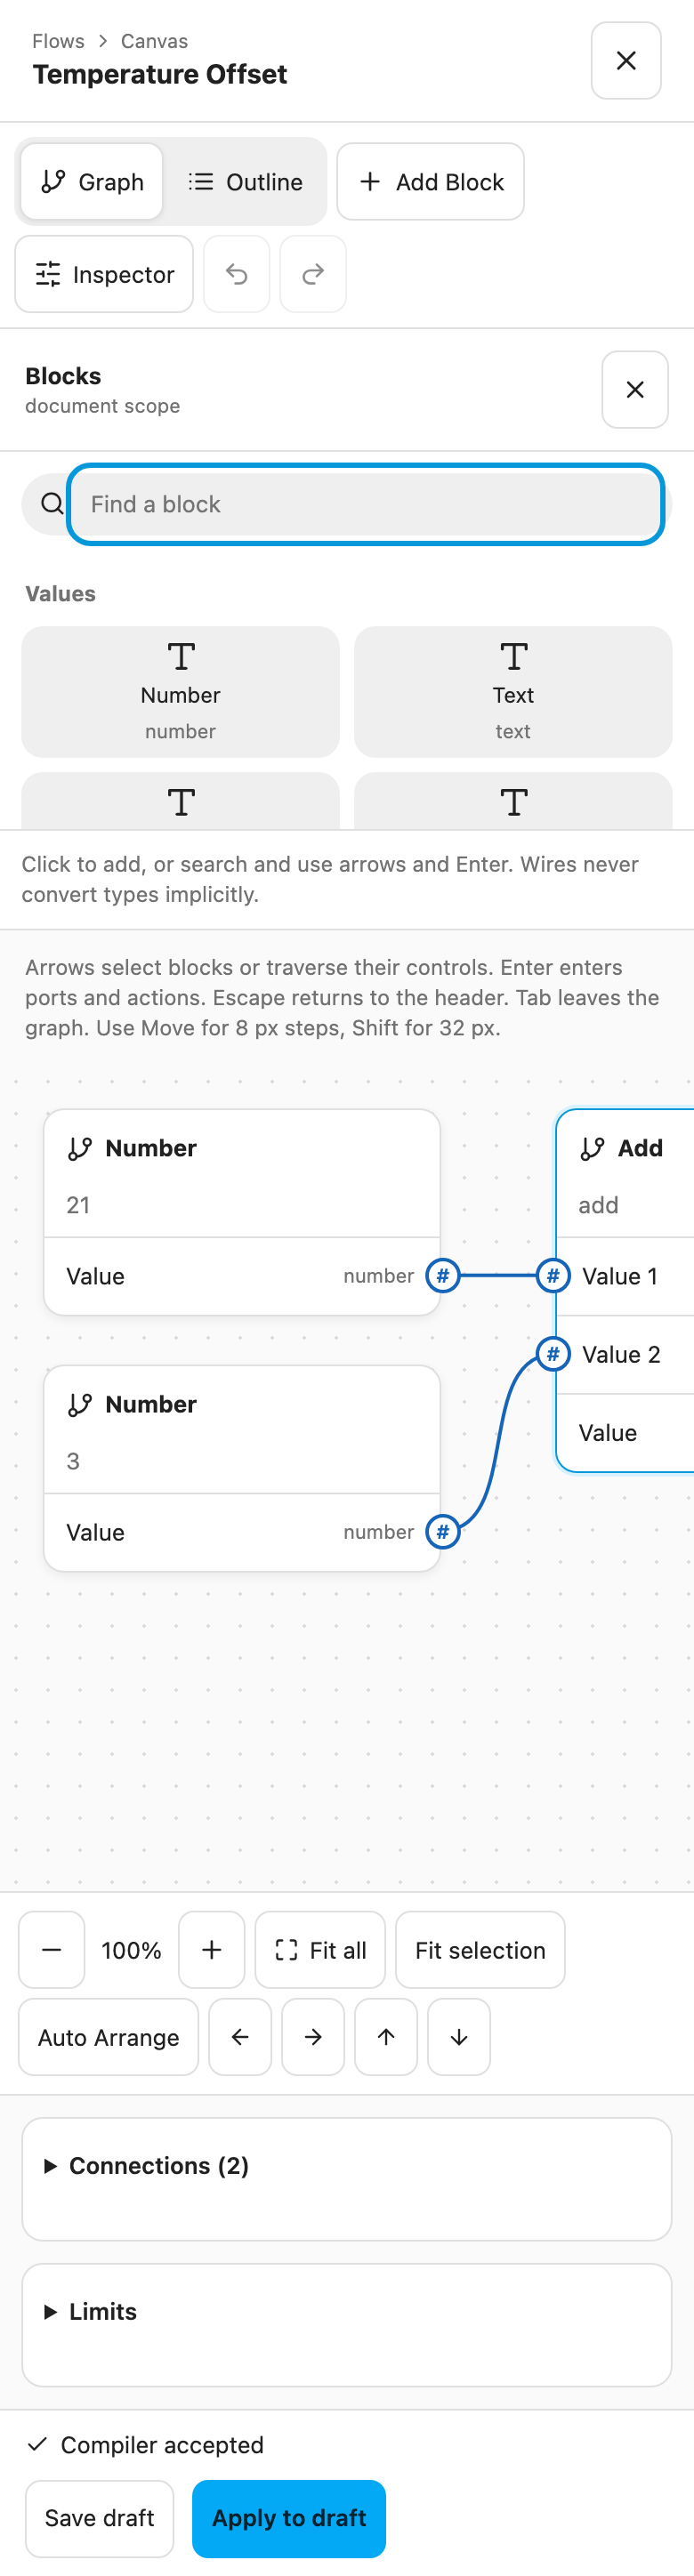 Flows > Canvas
Temperature Offset
Graph
Outline
Add Block
Inspector
Blocks
document scope
Find a block
Values
Number
number
Text
text
Click to add, or search and use arrows and Enter. Wires never
convert types implicitly.
Arrows select blocks or traverse their controls. Enter enters
ports and actions. Escape returns to the header. Tab leaves the
graph. Use Move for 8 px steps, Shift for 32 px.
Number
21
Value number #
Add
add
# Value 1
# Value 2
Value
Number
3
Value number #
100%
Fit all
Fit selection
Auto Arrange
Connections (2)
Limits
Compiler accepted
Save draft
Apply to draft